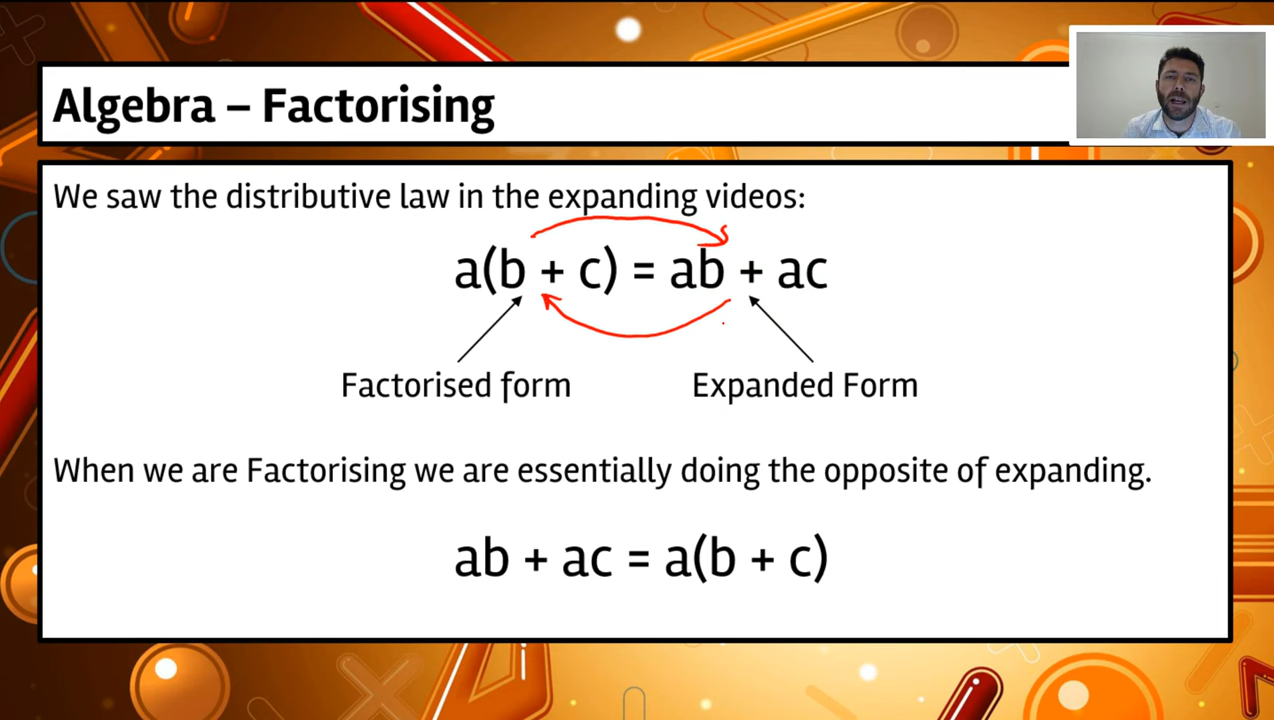 Algebra – Factorising
We saw the distributive law in the expanding videos:
a(b + c) = ab + ac
Factorised form
Expanded Form
When we are Factorising we are essentially doing the opposite of expanding.
ab + ac = a(b + c)